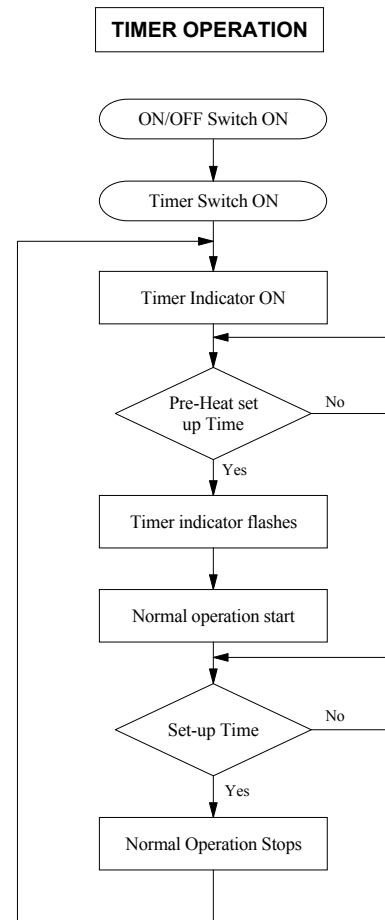 TIMER OPERATION
ON/OFF Switch ON
Timer Switch ON
Timer Indicator ON
Pre-Heat set
up Time
No
Yes
Timer indicator flashes
Normal operation start
Set-up Time
No
Yes
Normal Operation Stops